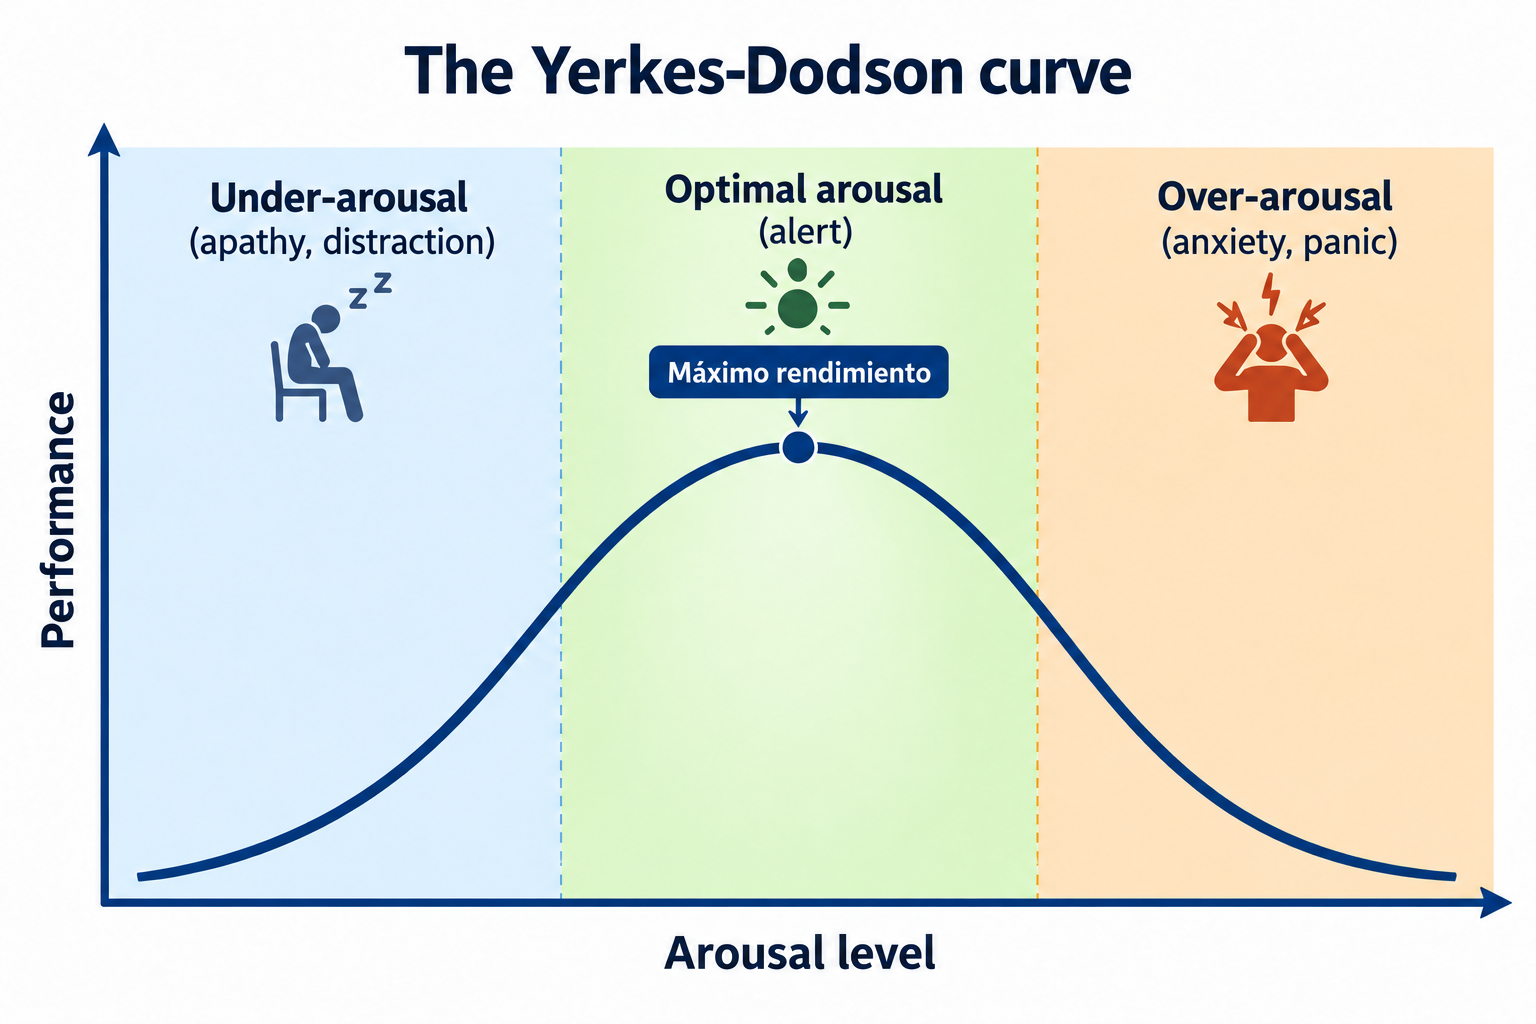 The Yerkes-Dodson curve
Under-arousal
(apathy, distraction)
z z
Optimal arousal
(alert)
Máximo rendimiento
Over-arousal
(anxiety, panic)
Performance
Arousal level